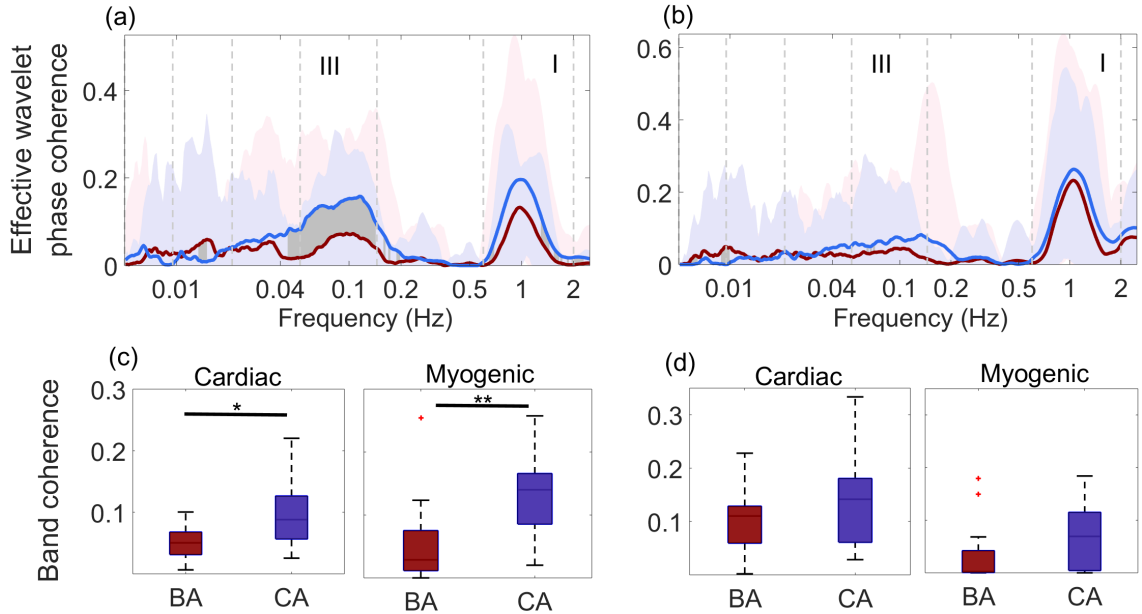 (a)
(b)
Effective wavelet
phase coherence
III
I
0.4
0.2
0
0.01
0.04
0.1
0.2
0.5
1
2
Frequency (Hz)
III
I
0.6
0.4
0.2
0
0.01
0.04
0.1
0.2
0.5
1
2
Frequency (Hz)
(c)
(d)
Band coherence
Cardiac
Myogenic
0.3
0.2
0.1
*
**
BA
CA
BA
CA
Cardiac
Myogenic
0.3
0.2
0.1
BA
CA
BA
CA